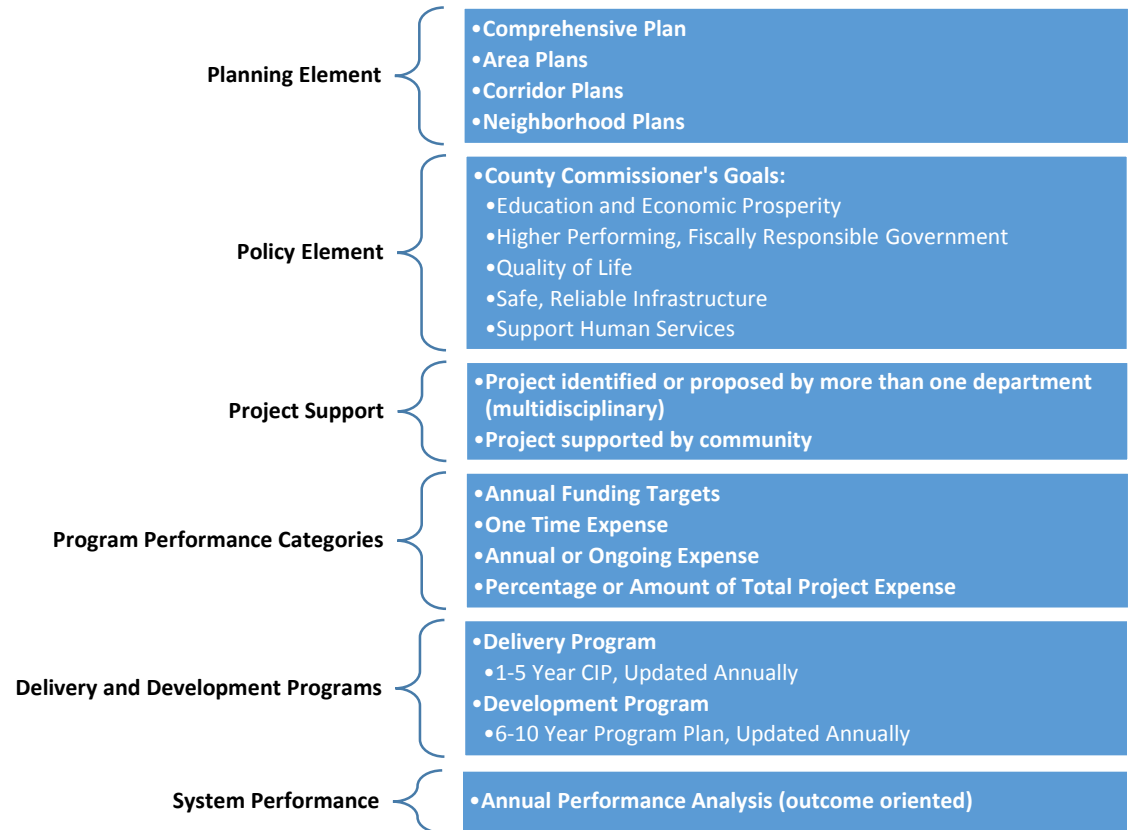 Planning Element
•Comprehensive Plan
•Area Plans
•Corridor Plans
•Neighborhood Plans
Policy Element
•County Commissioner's Goals:
•Education and Economic Prosperity
•Higher Performing, Fiscally Responsible Government
•Quality of Life
•Safe, Reliable Infrastructure
•Support Human Services
Project Support
•Project identified or proposed by more than one department
(multidisciplinary)
•Project supported by community
Program Performance Categories
•Annual Funding Targets
•One Time Expense
•Annual or Ongoing Expense
•Percentage or Amount of Total Project Expense
Delivery and Development Programs
•Delivery Program
•1-5 Year CIP, Updated Annually
•Development Program
•6-10 Year Program Plan, Updated Annually
System Performance
•Annual Performance Analysis (outcome oriented)